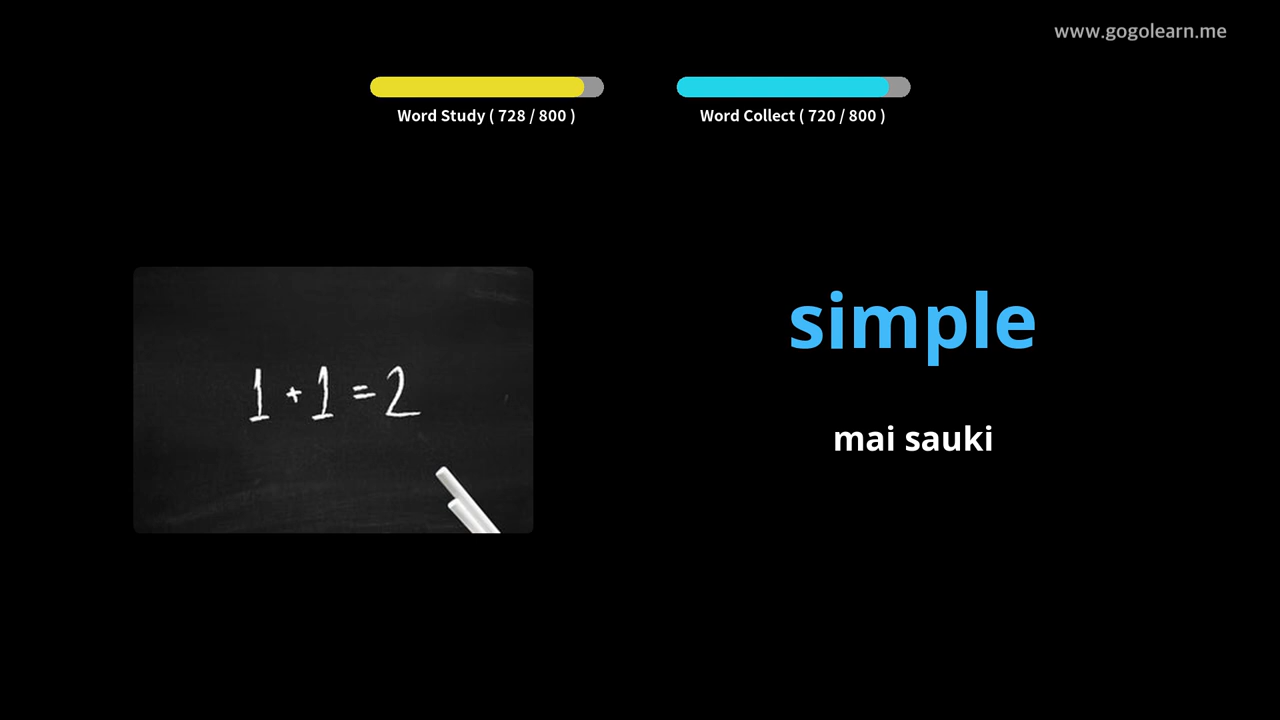 www.gogolearn.me
Word Study ( 728 / 800 )
Word Collect ( 720 / 800 )
1 + 1 = 2
simple
mai sauki